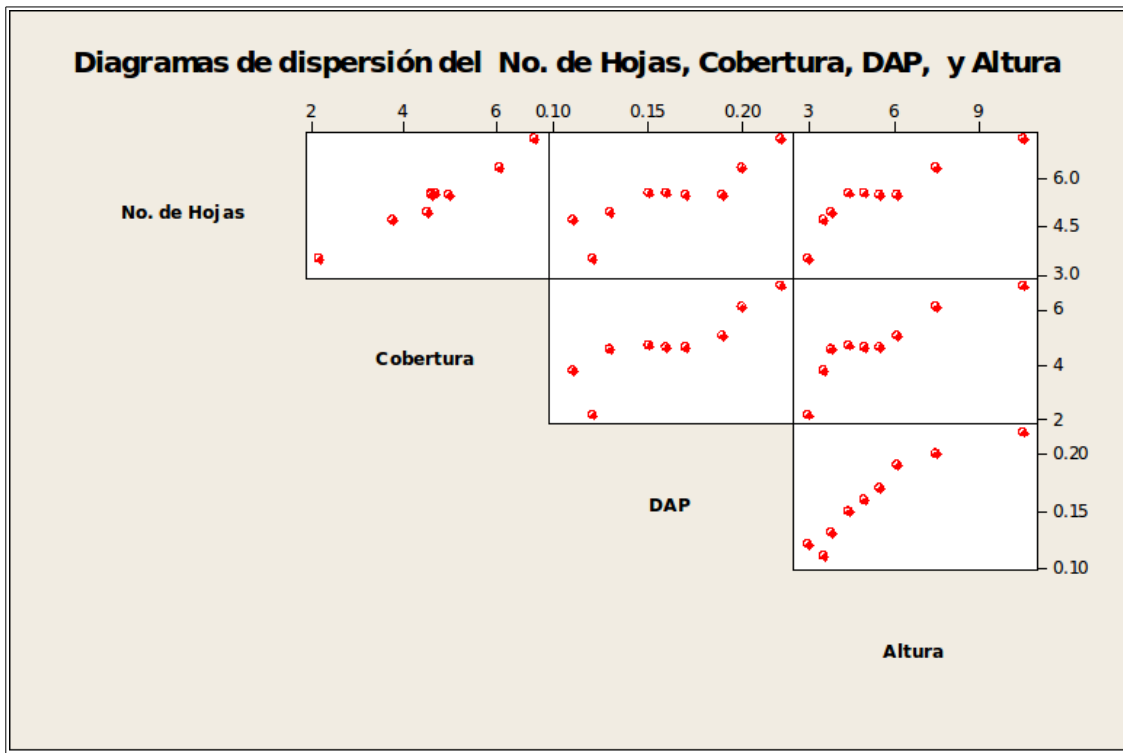 Diagramas de dispersión del No. de Hojas, Cobertura, DAP, y Altura
2 4 6 0.10 0.15 0.20 3 6 9
No. de Hojas
6.0
4.5
3.0
Cobertura
6
4
2
DAP
0.20
0.15
0.10
Altura